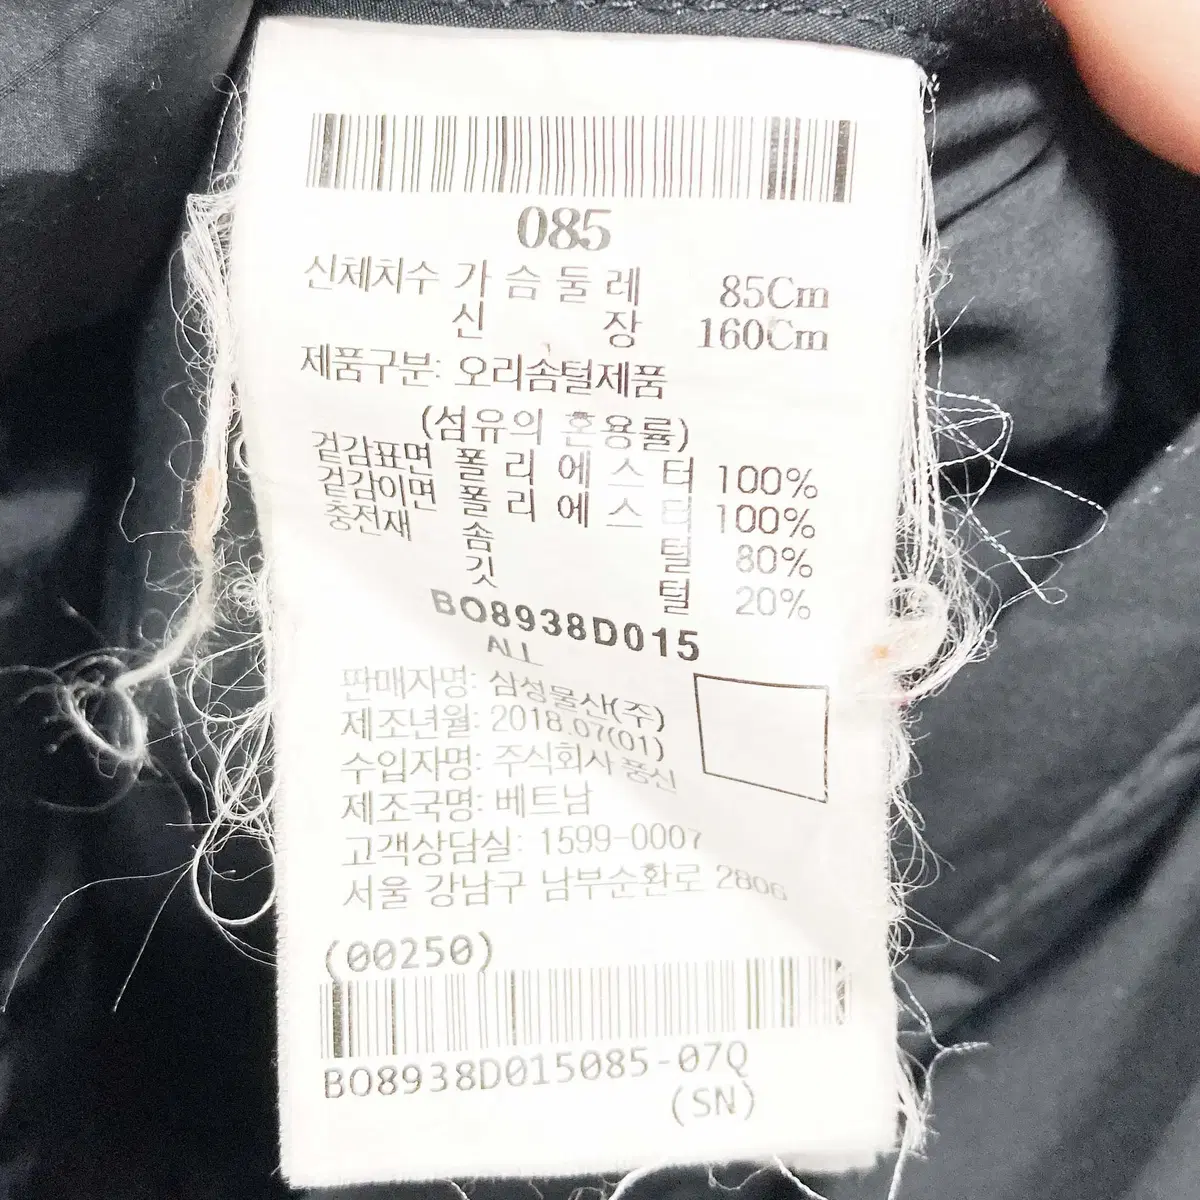 085
신체치수 가슴둘레 85Cm
신장 160Cm
제품구분: 오리솜털제품
(섬유의 혼용률)
겉감표면 폴리에스터 100%
겉감이면 폴리에스터 100%
충전재 솜털 80%
깃털 20%
BO8938D015
ALL
판매자명: 삼성물산(주)
제조년월: 2018.07(01)
수입자명: 주식회사 풍신
제조국명: 베트남
고객상담실: 1599-0007
서울 강남구 남부순환로 2806
(00250)
BO8938D015085-07Q
(SN)